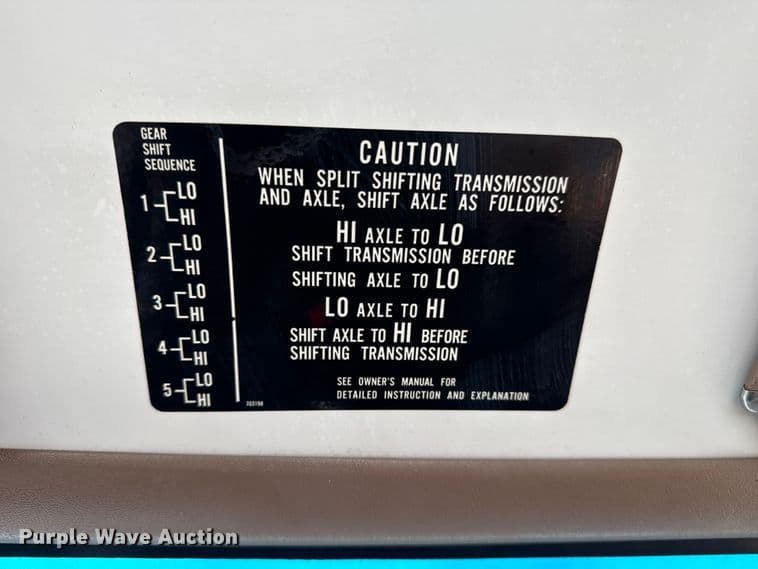 GEAR
SHIFT
SEQUENCE
1 LO
HI
2 LO
HI
3 LO
HI
4 LO
HI
5 LO
HI
CAUTION
WHEN SPLIT SHIFTING TRANSMISSION
AND AXLE, SHIFT AXLE AS FOLLOWS:
HI AXLE TO LO
SHIFT TRANSMISSION BEFORE
SHIFTING AXLE TO LO
LO AXLE TO HI
SHIFT AXLE TO HI BEFORE
SHIFTING TRANSMISSION
SEE OWNER'S MANUAL FOR
DETAILED INSTRUCTION AND EXPLANATION
Purple Wave Auction